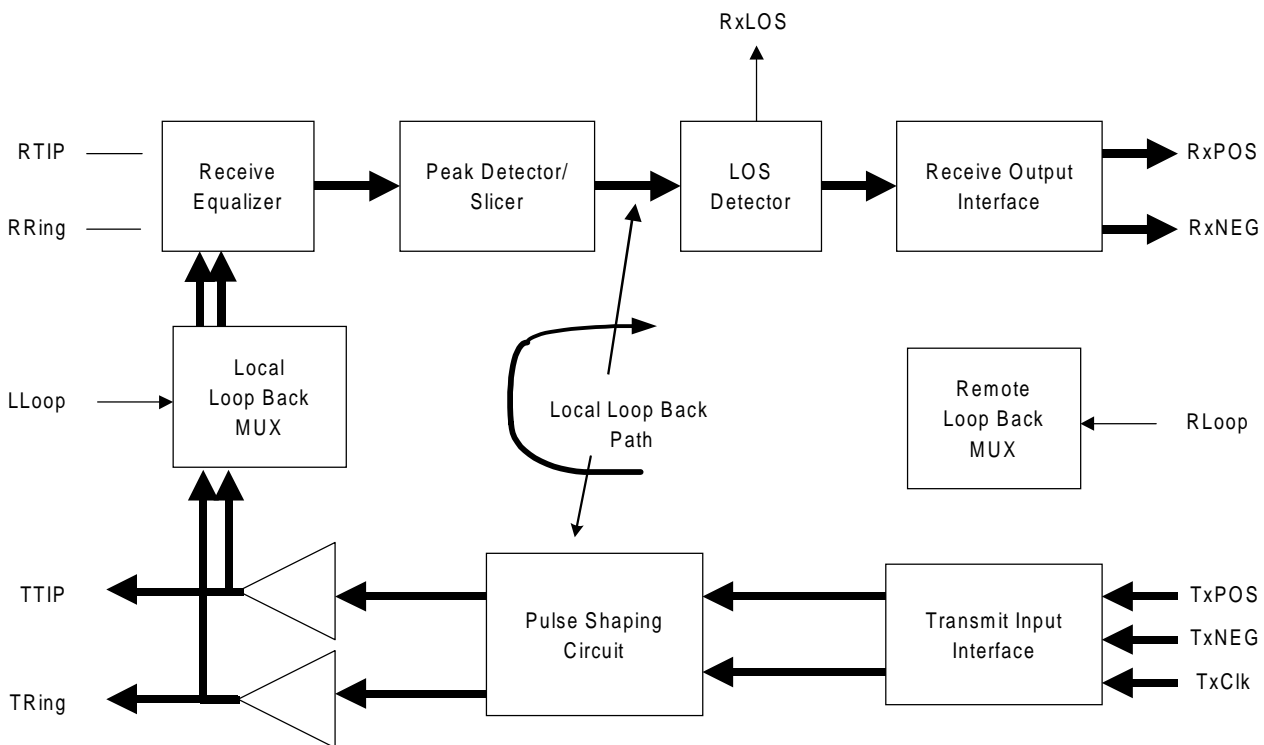 RxLOS
RTIP
RRing
Receive
Equalizer
Peak Detector/
Slicer
LOS
Detector
Receive Output
Interface
RxPOS
RxNEG
LLoop
Local
Loop Back
MUX
Local Loop Back
Path
Remote
Loop Back
MUX
RLoop
TTIP
TRing
Pulse Shaping
Circuit
Transmit Input
Interface
TxPOS
TxNEG
TxClk